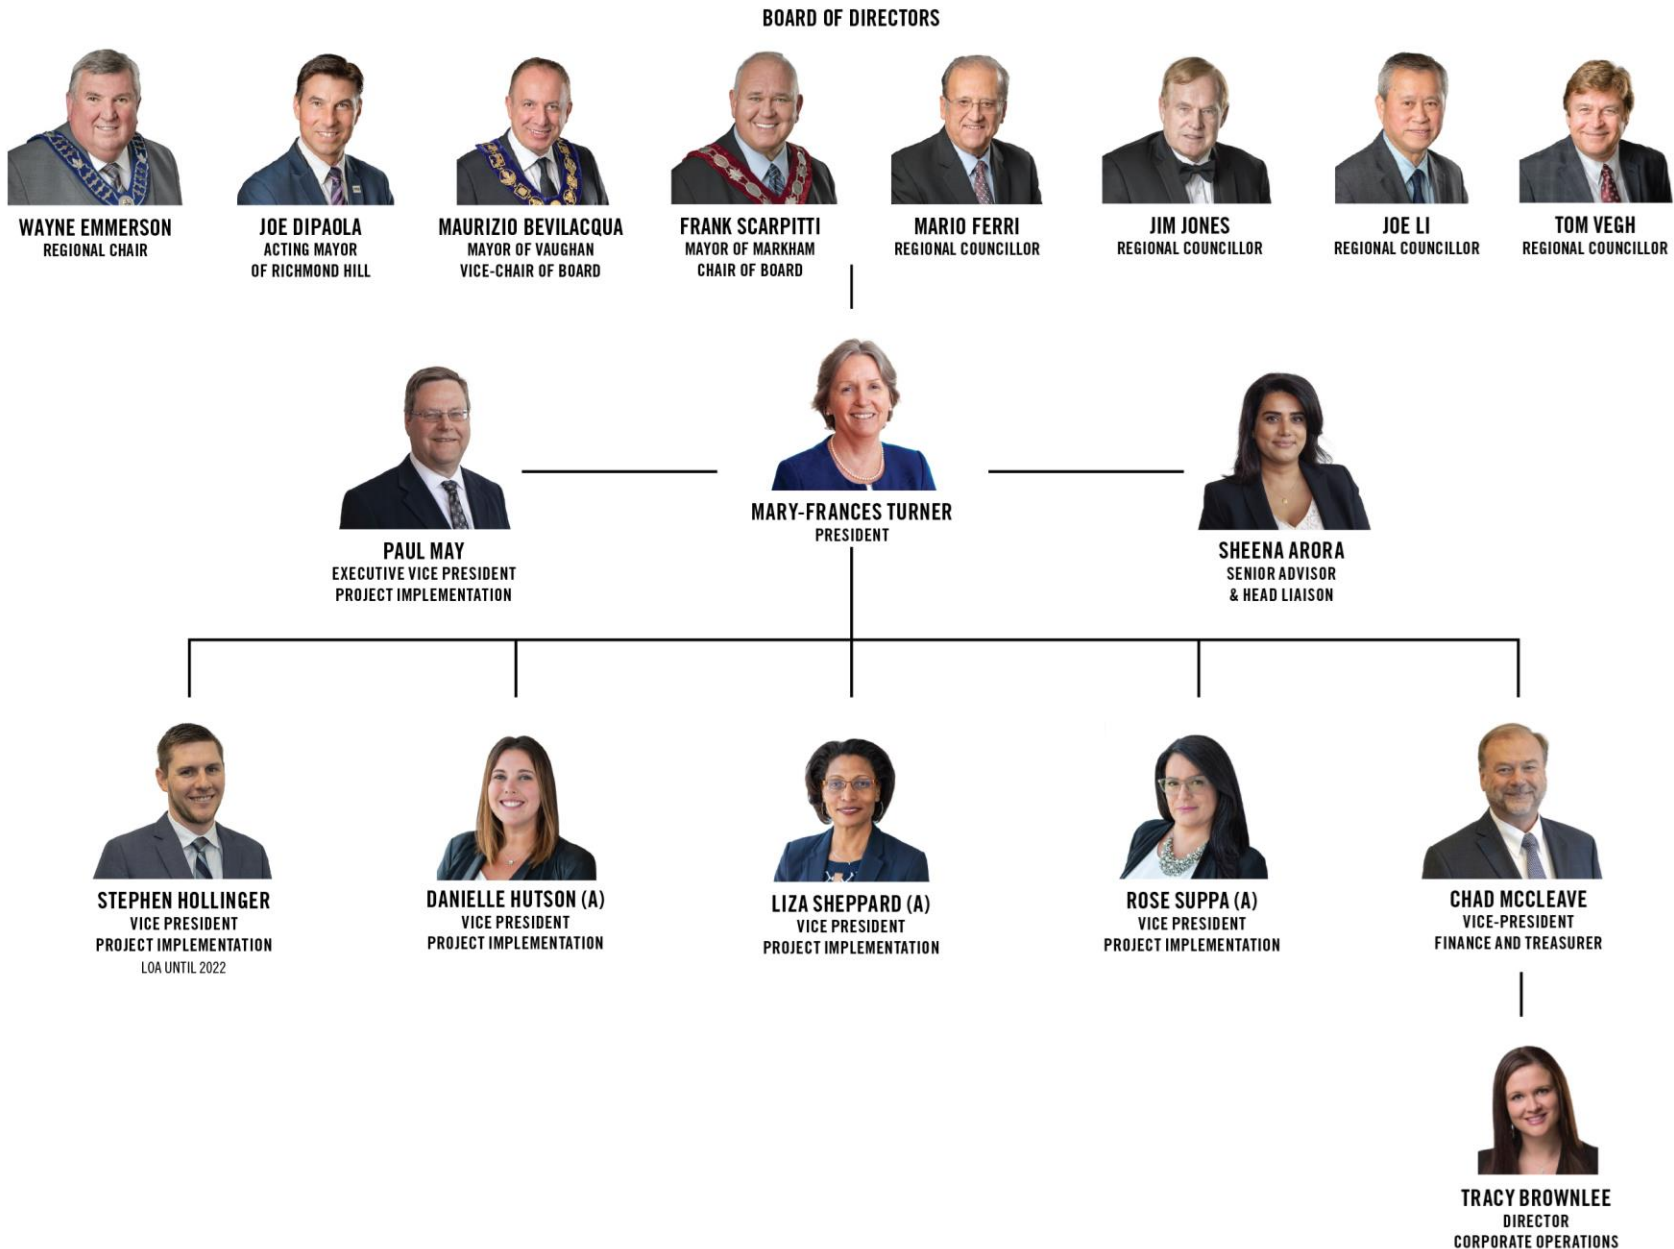 BOARD OF DIRECTORS
WAYNE EMMERSON
REGIONAL CHAIR
JOE DIPAOLA
ACTING MAYOR
OF RICHMOND HILL
MAURIZIO BEVILACQUA
MAYOR OF VAUGHAN
VICE-CHAIR OF BOARD
FRANK SCARPITTI
MAYOR OF MARKHAM
CHAIR OF BOARD
MARIO FERRI
REGIONAL COUNCILLOR
JIM JONES
REGIONAL COUNCILLOR
JOE LI
REGIONAL COUNCILLOR
TOM VEGH
REGIONAL COUNCILLOR
PAUL MAY
EXECUTIVE VICE PRESIDENT
PROJECT IMPLEMENTATION
MARY-FRANCES TURNER
PRESIDENT
SHEENA ARORA
SENIOR ADVISOR
& HEAD LIAISON
STEPHEN HOLLINGER
VICE PRESIDENT
PROJECT IMPLEMENTATION
LOA UNTIL 2022
DANIELLE HUTSON (A)
VICE PRESIDENT
PROJECT IMPLEMENTATION
LIZA SHEPPARD (A)
VICE PRESIDENT
PROJECT IMPLEMENTATION
ROSE SUPPA (A)
VICE PRESIDENT
PROJECT IMPLEMENTATION
CHAD MCCLEAVE
VICE-PRESIDENT
FINANCE AND TREASURER
TRACY BROWNLEE
DIRECTOR
CORPORATE OPERATIONS